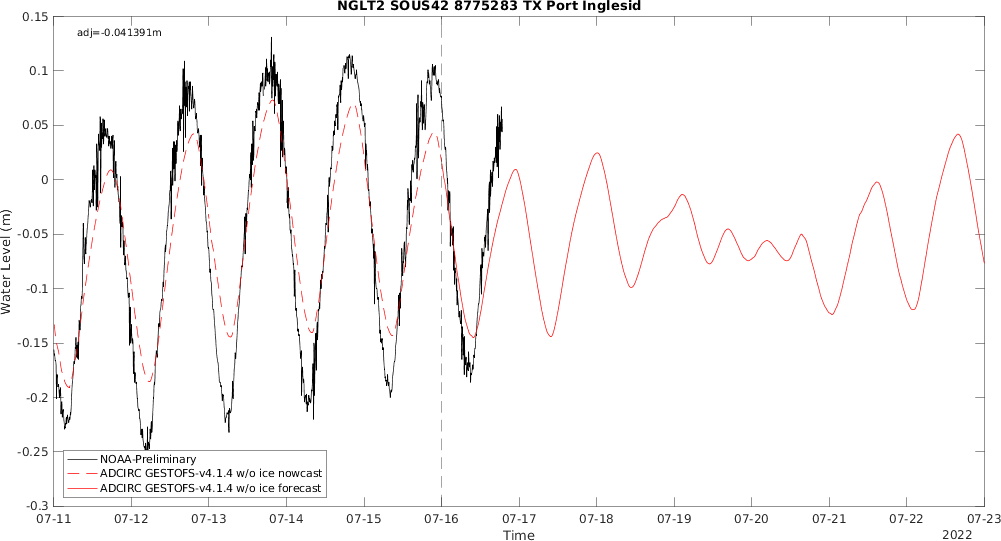 NGLT2 SOUS42 8775283 TX Port Inglesid
adj=-0.041391m
0.15
0.1
0.05
0
-0.05
-0.1
-0.15
-0.2
-0.25
-0.3
Water Level (m)
NOAA-Preliminary
ADCIRC GESTOFS-v4.1.4 w/o ice nowcast
ADCIRC GESTOFS-v4.1.4 w/o ice forecast
07-11 07-12 07-13 07-14 07-15 07-16 07-17 07-18 07-19 07-20 07-21 07-22 07-23
Time
2022